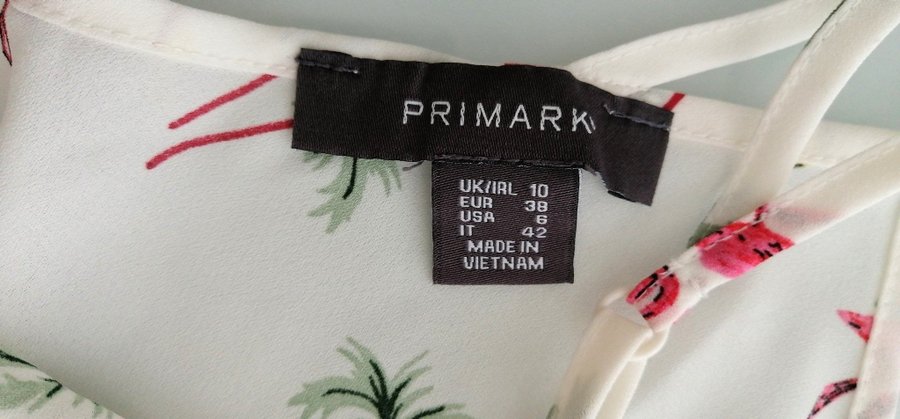 PRIMARK
UK/IRL 10
EUR 38
USA 6
IT 42
MADE IN
VIETNAM